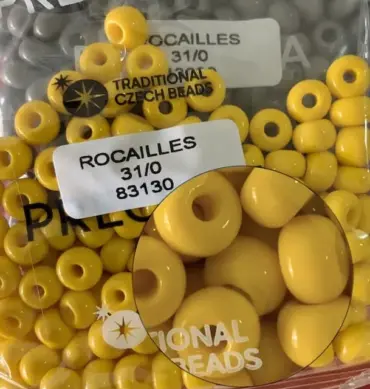 ROCAILLES
31/0
TRADITIONAL
CZECH BEADS
ROCAILLES
31/0
83130
TIONAL
BEADS